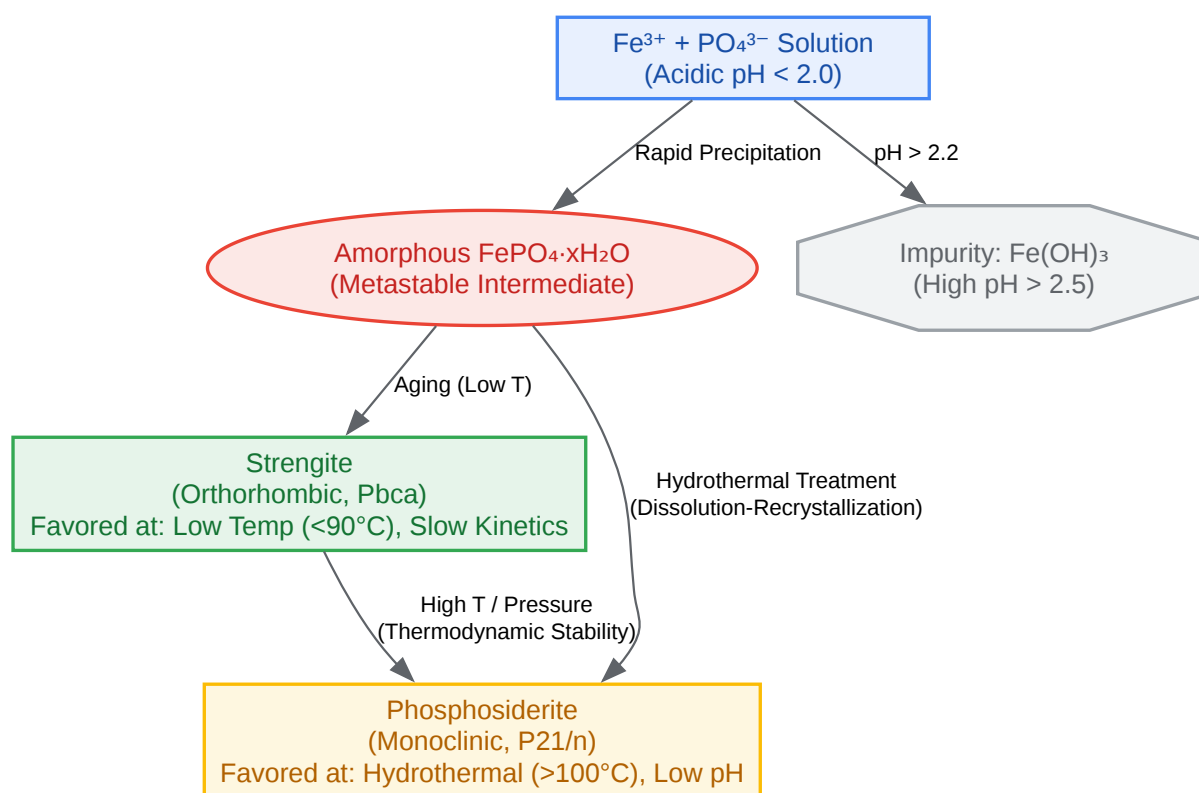 Fe³⁺ + PO₄³⁻ Solution
(Acidic pH < 2.0)
Rapid Precipitation
pH > 2.2
Amorphous FePO₄·xH₂O
(Metastable Intermediate)
Impurity: Fe(OH)₃
(High pH > 2.5)
Aging (Low T)
Strengite
(Orthorhombic, Pbca)
Favored at: Low Temp (<90°C), Slow Kinetics
Hydrothermal Treatment
(Dissolution-Recrystallization)
High T / Pressure
(Thermodynamic Stability)
Phosphosiderite
(Monoclinic, P21/n)
Favored at: Hydrothermal (>100°C), Low pH